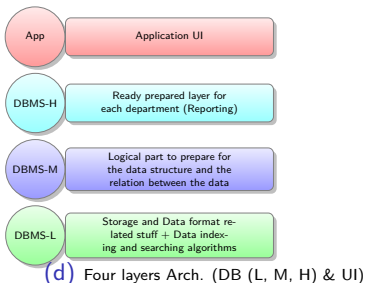 App
Application UI
DBMS-H
Ready prepared layer for
each department (Reporting)
DBMS-M
Logical part to prepare for
the data structure and the
relation between the data
DBMS-L
Storage and Data format re-
lated stuff + Data index-
ing and searching algorithms
(d) Four layers Arch. (DB (L, M, H) & UI)